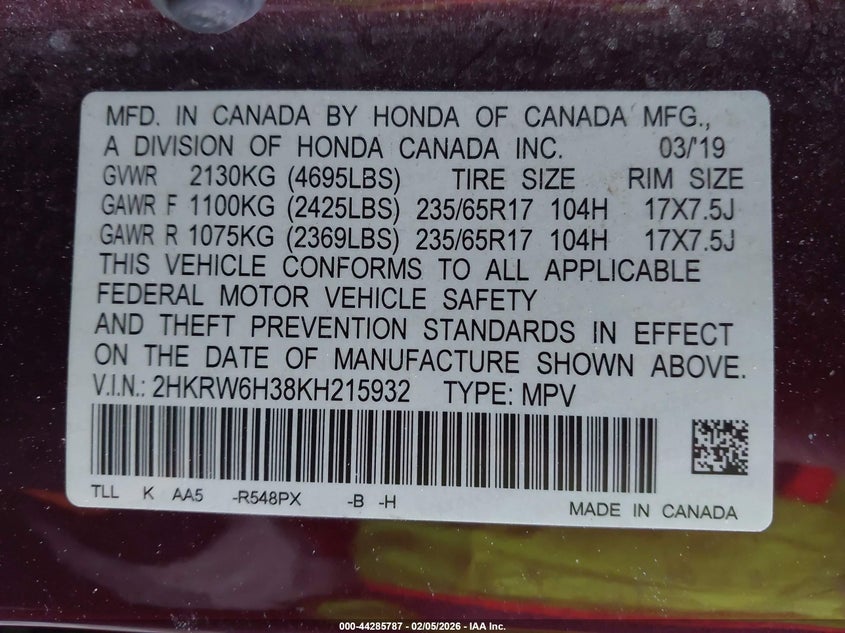 MFD. IN CANADA BY HONDA OF CANADA MFG.,
A DIVISION OF HONDA CANADA INC. 03/'19
GVWR 2130KG (4695LBS) TIRE SIZE RIM SIZE
GAWR F 1100KG (2425LBS) 235/65R17 104H 17X7.5J
GAWR R 1075KG (2369LBS) 235/65R17 104H 17X7.5J
THIS VEHICLE CONFORMS TO ALL APPLICABLE
FEDERAL MOTOR VEHICLE SAFETY
AND THEFT PREVENTION STANDARDS IN EFFECT
ON THE DATE OF MANUFACTURE SHOWN ABOVE.
V.I.N.: 2HKRW6H38KH215932 TYPE: MPV
TLL K AA5 -R548PX -B -H
MADE IN CANADA
000-44285787 - 02/05/2026 - IAA Inc.